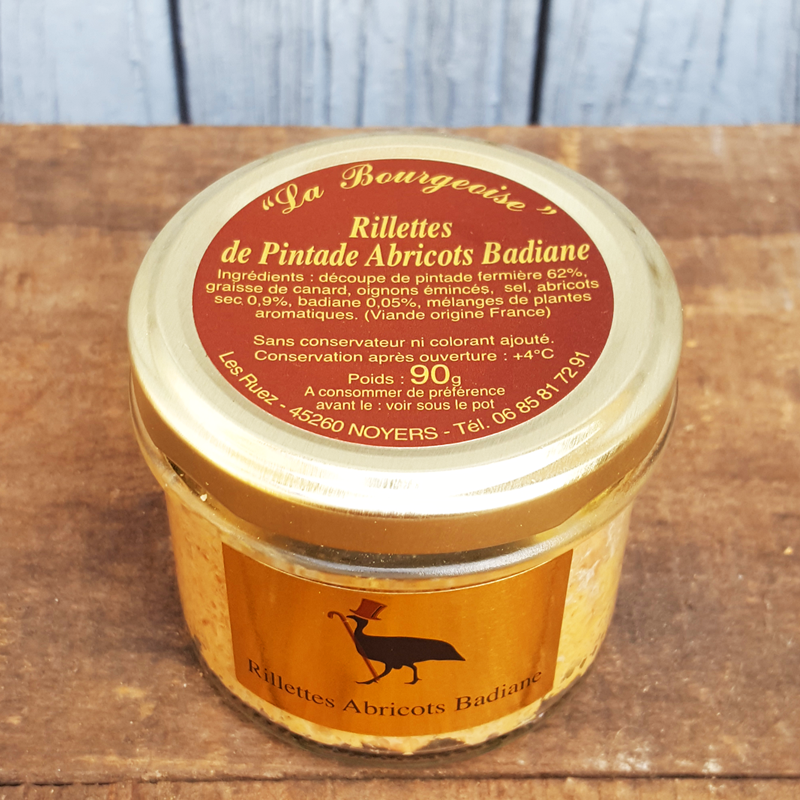 "La Bourgeoise"
Rillettes
de Pintade Abricots Badiane
Ingrédients : découpe de pintade fermière 62%,
graisse de canard, oignons émincés, sel, abricots
sec 0,9%, badiane 0,05%, mélanges de plantes
aromatiques. (Viande origine France)
Sans conservateur ni colorant ajouté.
Conservation après ouverture : +4°C
Poids : 90g
A consommer de préférence
avant le : voir sous le pot
Les Ruez - 45260 NOYERS - Tél. 06 85 81 72 91
Rillettes Abricots Badiane